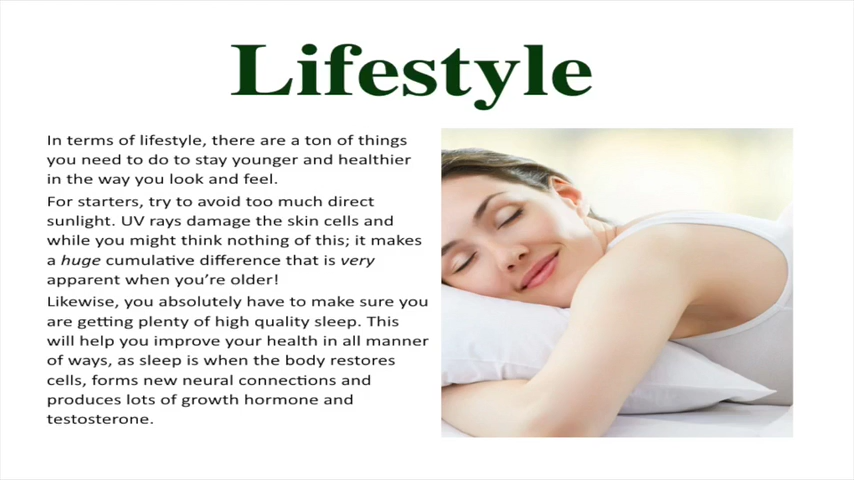 Lifestyle
In terms of lifestyle, there are a ton of things
you need to do to stay younger and healthier
in the way you look and feel.
For starters, try to avoid too much direct
sunlight. UV rays damage the skin cells and
while you might think nothing of this; it makes
a huge cumulative difference that is very
apparent when you’re older!
Likewise, you absolutely have to make sure you
are getting plenty of high quality sleep. This
will help you improve your health in all manner
of ways, as sleep is when the body restores
cells, forms new neural connections and
produces lots of growth hormone and
testosterone.